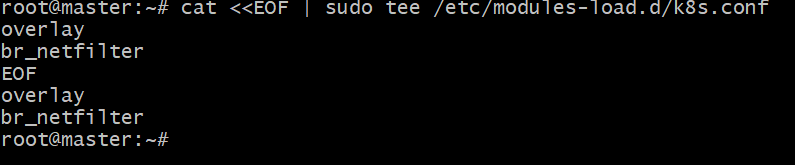 root@master:~# cat <<EOF | sudo tee /etc/modules-load.d/k8s.conf
overlay
br_netfilter
EOF
overlay
br_netfilter
root@master:~#